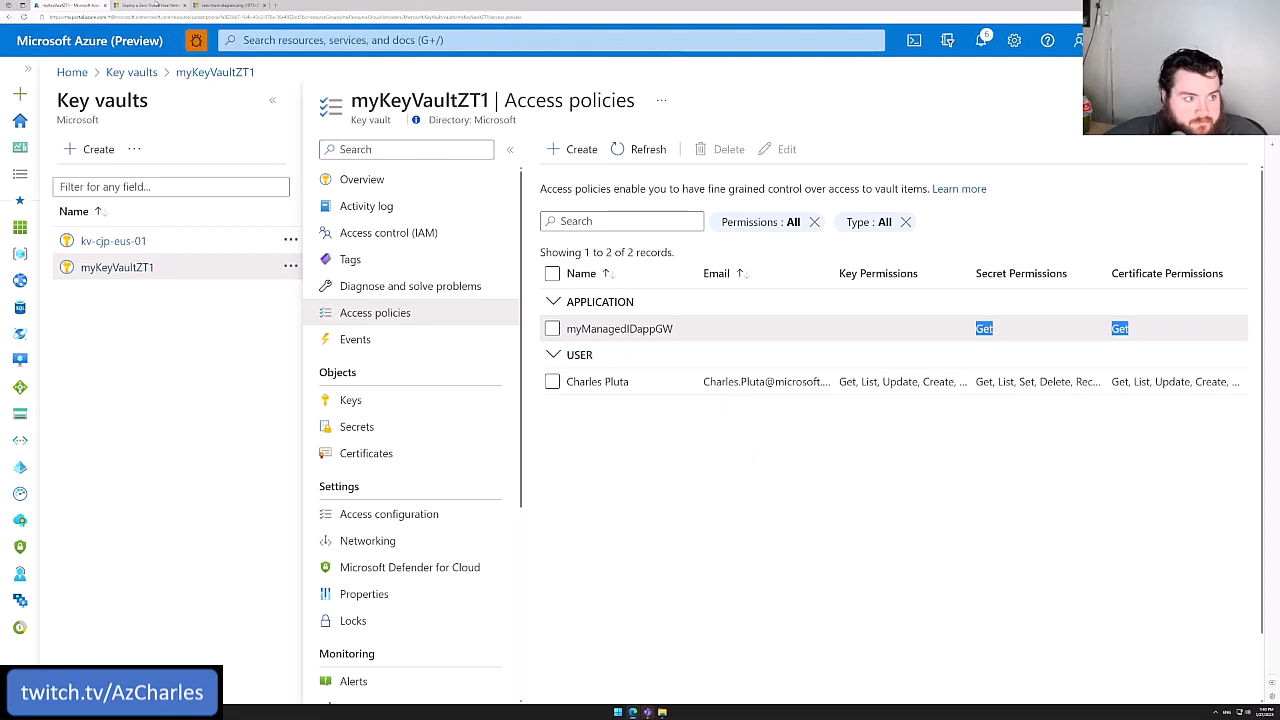 Microsoft Azure (Preview)
Search resources, services, and docs (G+/)
6
Home > Key vaults > myKeyVaultZT1
Key vaults
Microsoft
Create
Filter for any field...
Name
kv-cjp-eus-01
myKeyVaultZT1
myKeyVaultZT1 | Access policies
Key vault
Directory: Microsoft
Search
Overview
Activity log
Access control (IAM)
Tags
Diagnose and solve problems
Access policies
Events
Objects
Keys
Secrets
Certificates
Settings
Access configuration
Networking
Microsoft Defender for Cloud
Properties
Locks
Monitoring
Alerts
Create
Refresh
Delete
Edit
Access policies enable you to have fine grained control over access to vault items. Learn more
Search
Permissions : All
Type : All
Showing 1 to 2 of 2 records.
Name Email Key Permissions Secret Permissions Certificate Permissions
APPLICATION
myManagedIDappGW Get Get
USER
Charles Pluta Charles.Pluta@microsoft.... Get, List, Update, Create, ... Get, List, Set, Delete, Rec... Get, List, Update, Create, ...
twitch.tv/AzCharles